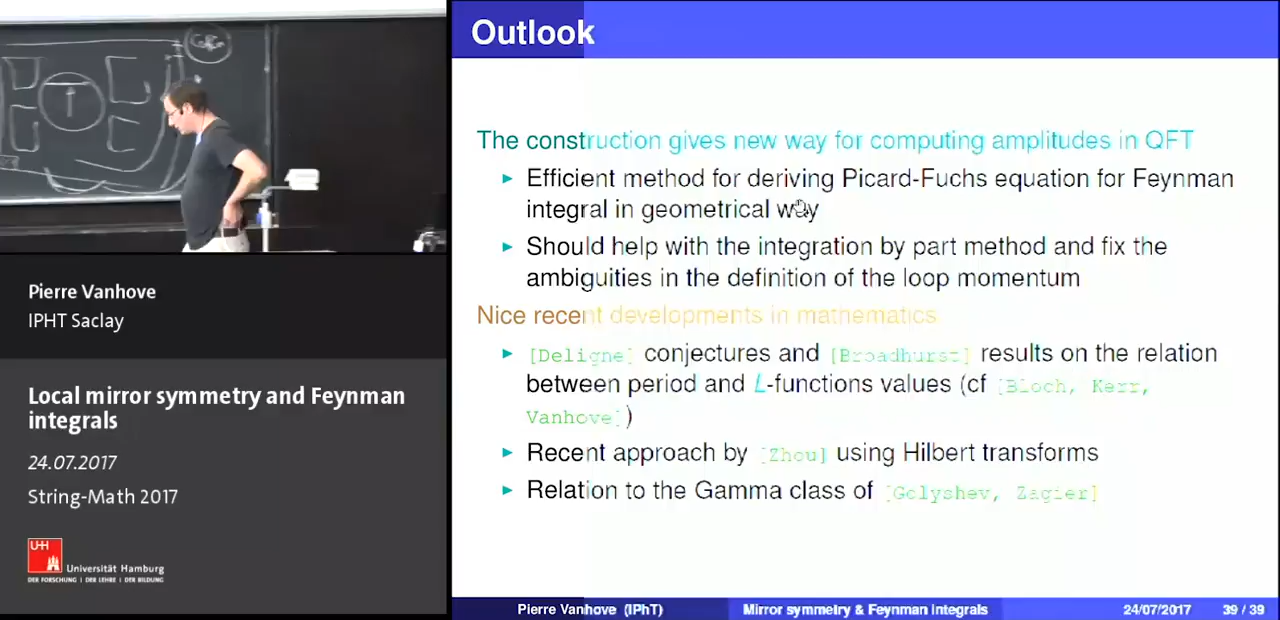 Pierre Vanhove
IPHT Saclay
Local mirror symmetry and Feynman
integrals
24.07.2017
String-Math 2017
UHH
Universität Hamburg
DER FORSCHUNG | DER LEHRE | DER BILDUNG
Outlook
The construction gives new way for computing amplitudes in QFT
Efficient method for deriving Picard-Fuchs equation for Feynman
integral in geometrical way
Should help with the integration by part method and fix the
ambiguities in the definition of the loop momentum
Nice recent developments in mathematics
[Deligne] conjectures and [Broadhurst] results on the relation
between period and L-functions values (cf [Bloch, Kerr,
Vanhove])
Recent approach by [Zhou] using Hilbert transforms
Relation to the Gamma class of [Golyshev, Zagier]
Pierre Vanhove (IPhT) Mirror symmetry & Feynman integrals 24/07/2017 39 / 39